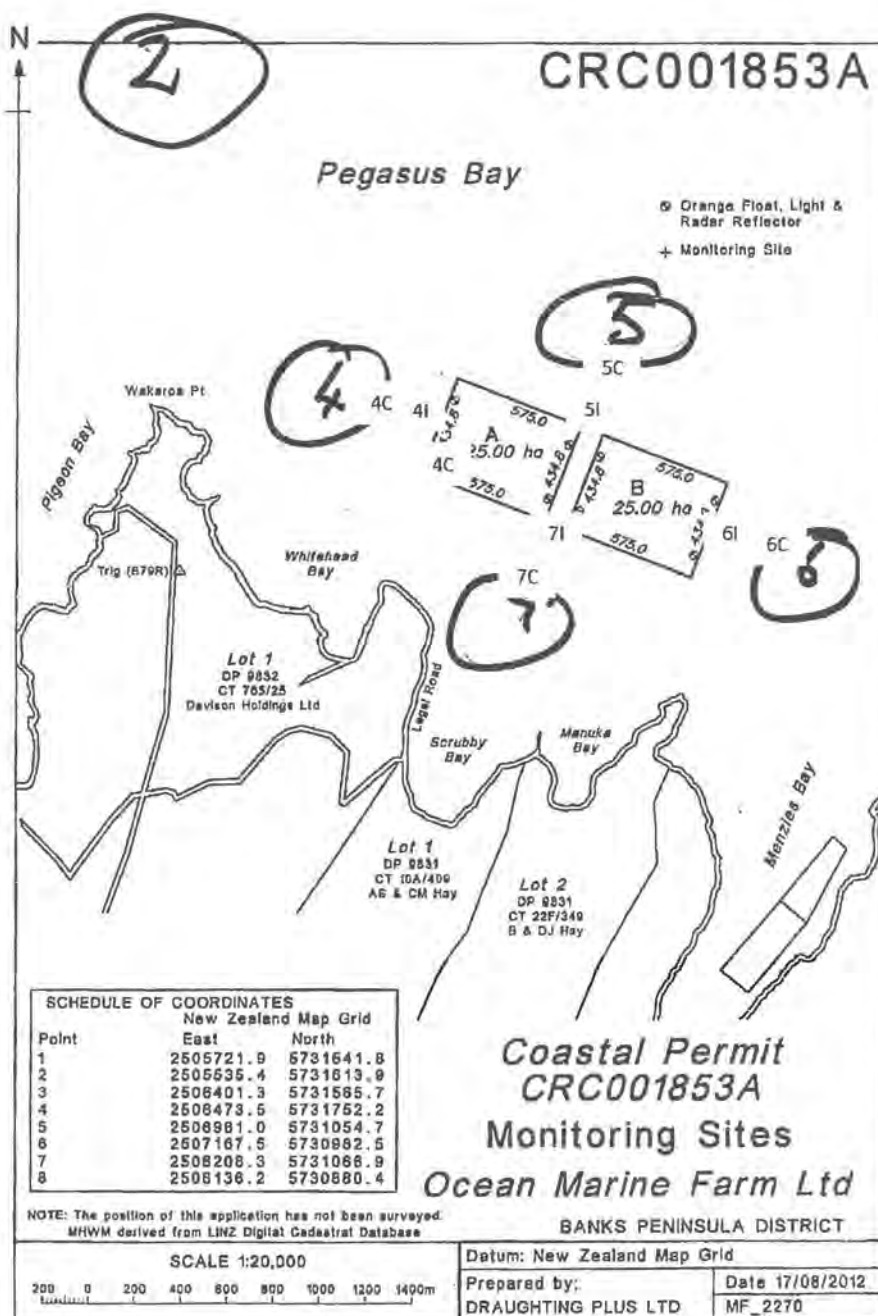 N
2
CRC001853A
Pegasus Bay
Orange Float, Light &
Radar Reflector
+ Monitoring Site
5
5C
4
4C
4I
5I
Wakaroa Pt
Pigeon Bay
575.0
A
25.00 ha
434.8
434.8
4C
575.0
575.0
B
25.00 ha
7I
575.0
6I
6C
6
7C
7
Whitehead
Bay
Trig (B79R)
Lot 1
DP 9832
CT 765/25
Davison Holdings Ltd
Legal Road
Scrubby
Bay
Manuka
Bay
Menzies Bay
Lot 1
DP 9831
CT 10A/409
AE & CM Hay
Lot 2
DP 9831
CT 22F/349
B & DJ Hay
SCHEDULE OF COORDINATES
New Zealand Map Grid
Point East North
1 2505721.9 5731641.8
2 2505535.4 5731613.9
3 2506401.3 5731565.7
4 2506473.5 5731752.2
5 2506981.0 5731054.7
6 2507167.5 5730982.5
7 2506208.3 5731066.9
8 2506136.2 5730880.4
Coastal Permit
CRC001853A
Monitoring Sites
Ocean Marine Farm Ltd
NOTE: The position of this application has not been surveyed.
MHWM derived from LINZ Digital Cadastral Database
BANKS PENINSULA DISTRICT
SCALE 1:20,000
200 0 200 400 600 800 1000 1200 1400m
Datum: New Zealand Map Grid
Prepared by:
DRAUGHTING PLUS LTD
Date 17/08/2012
MF_2270